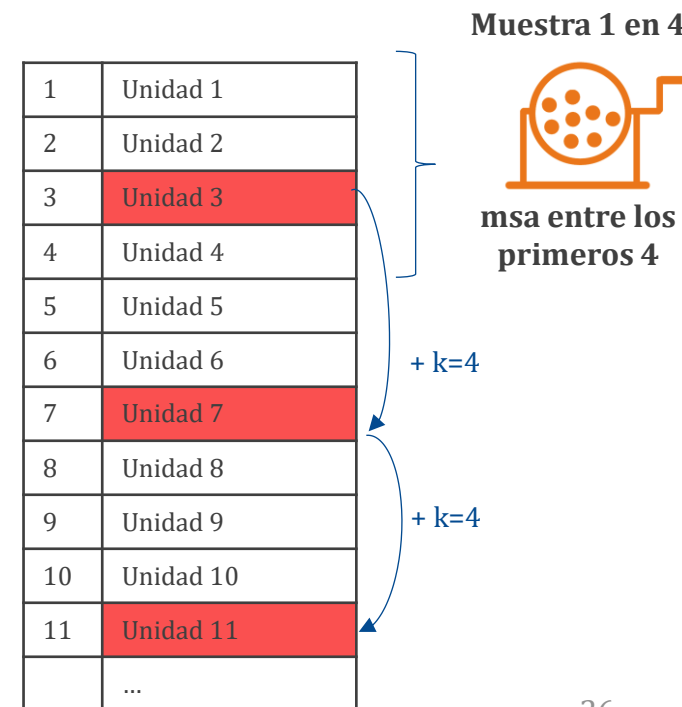 Muestra 1 en 4
1 Unidad 1
2 Unidad 2
3 Unidad 3
4 Unidad 4
5 Unidad 5
6 Unidad 6
7 Unidad 7
8 Unidad 8
9 Unidad 9
10 Unidad 10
11 Unidad 11
...
msa entre los
primeros 4
+ k=4
+ k=4